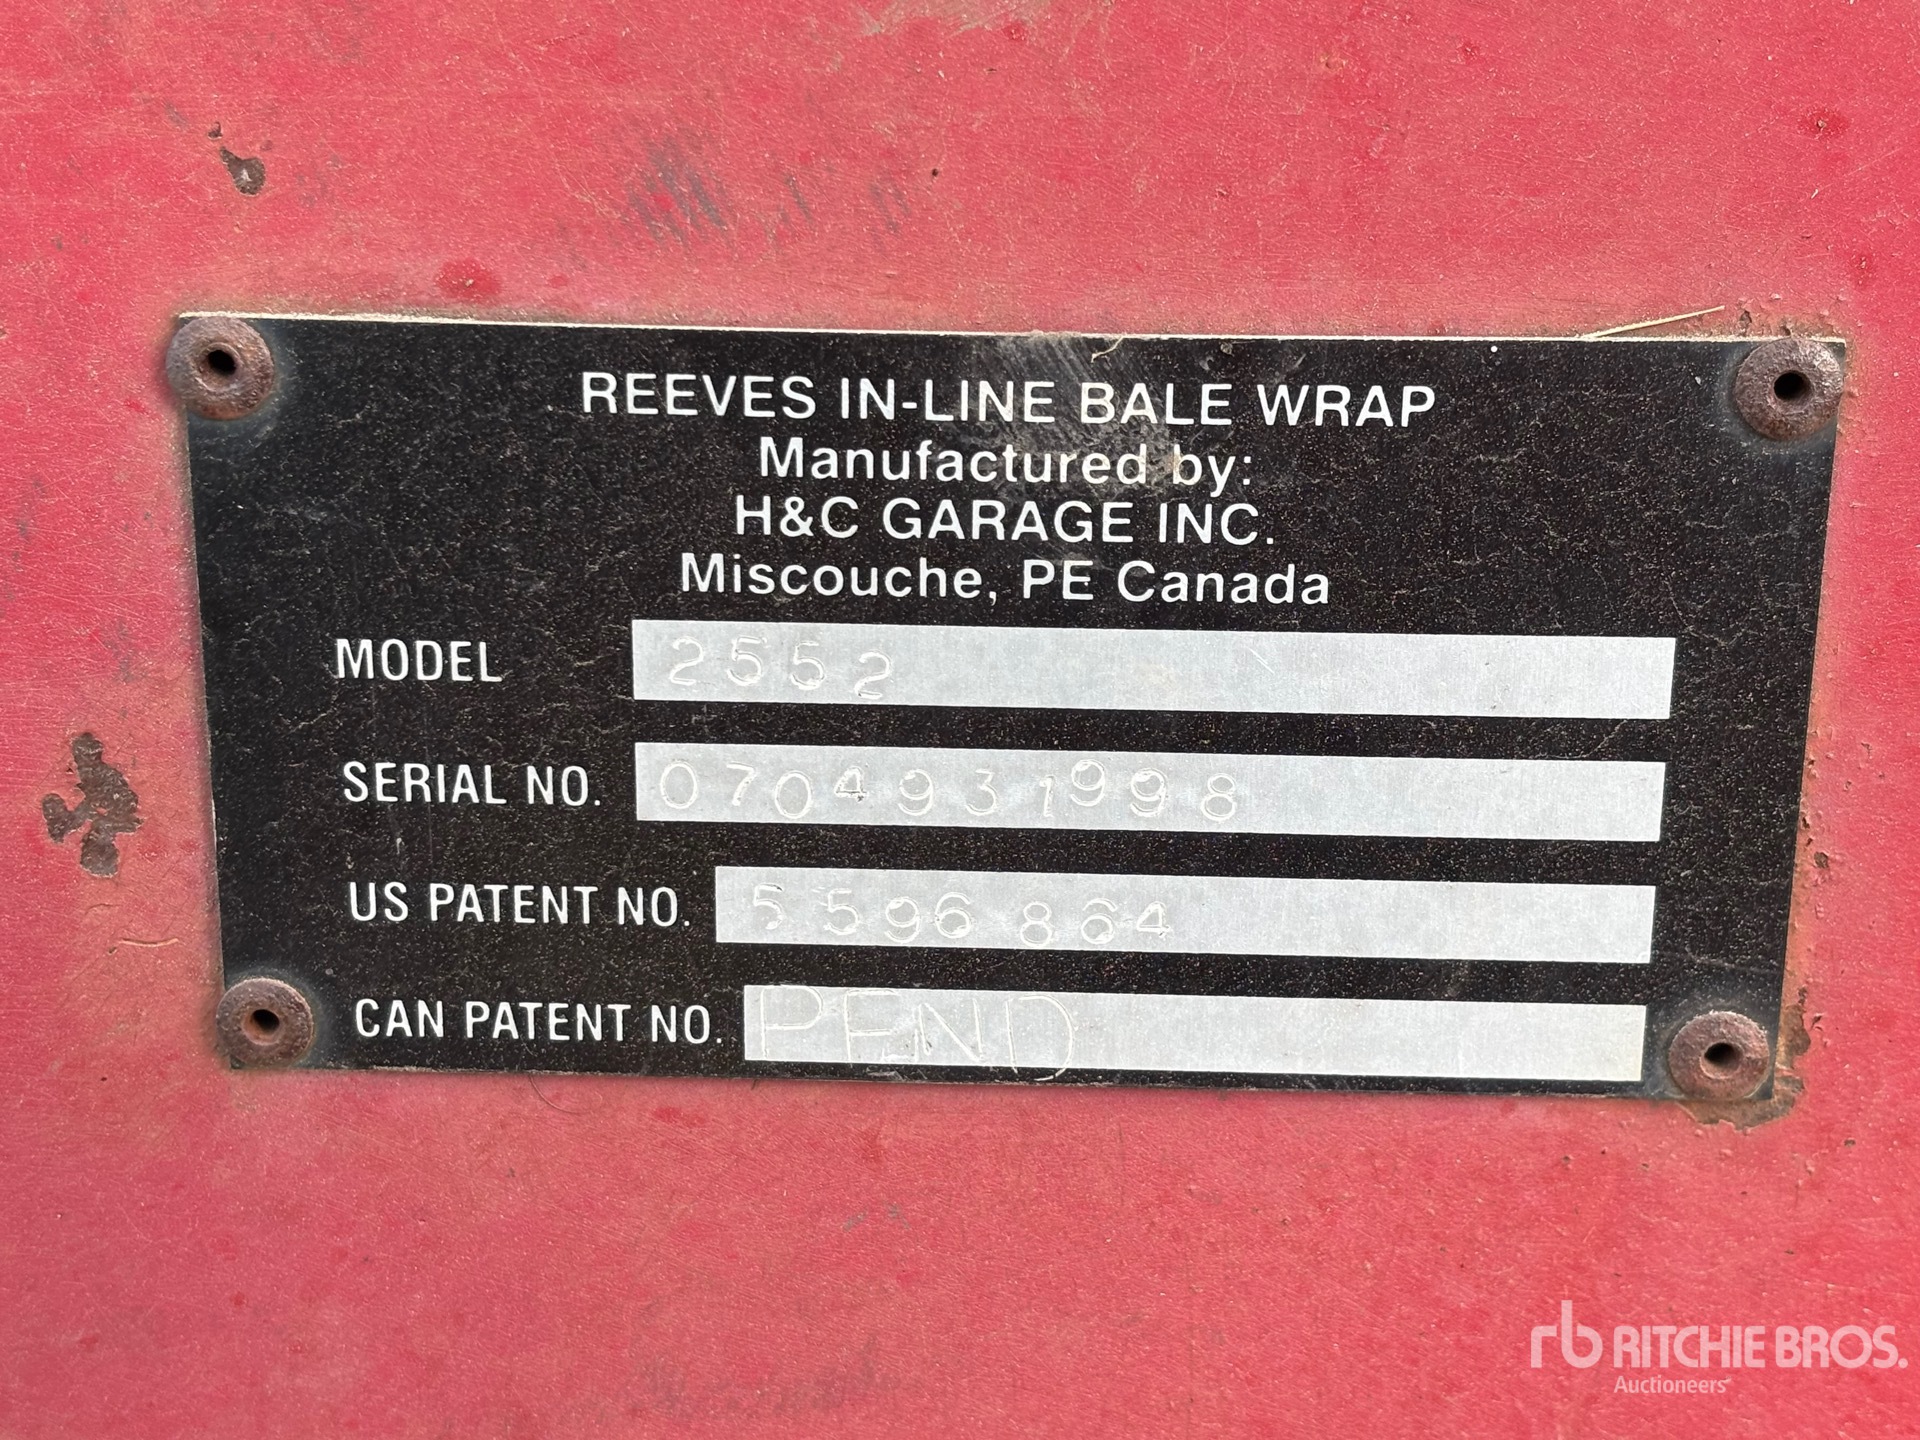 REEVES IN-LINE BALE WRAP
Manufactured by:
H&C GARAGE INC.
Miscouche, PE Canada
MODEL 2552
SERIAL NO. 0704931998
US PATENT NO. 5596864
CAN PATENT NO. PEND
rb RITCHIE BROS.
Auctioneers